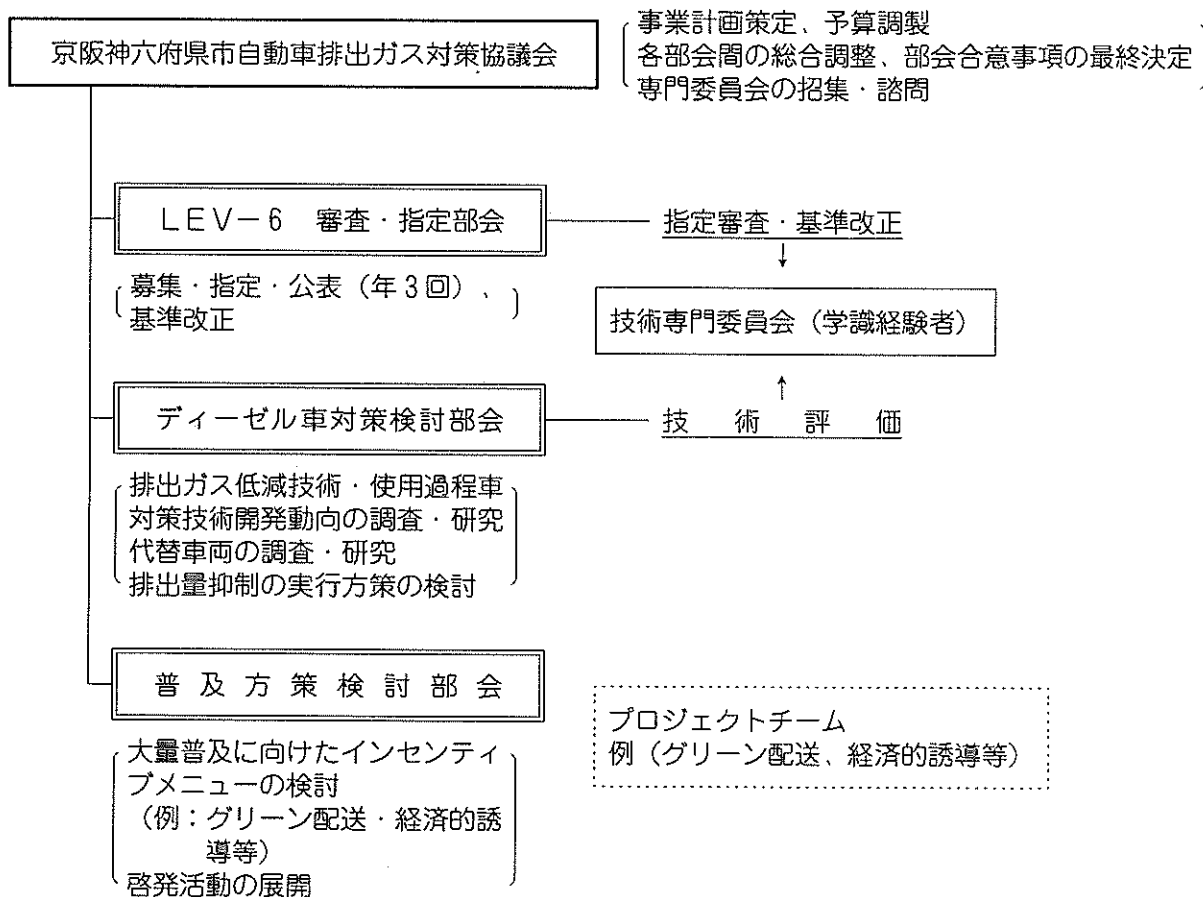 京阪神六府県市自動車排出ガス対策協議会
事業計画策定、予算調製
各部会間の総合調整、部会合意事項の最終決定
専門委員会の招集・諮問
LEV－6　審査・指定部会
指定審査・基準改正
↓
募集・指定・公表（年3回）、
基準改正
技術専門委員会（学識経験者）
↑
ディーゼル車対策検討部会
技　術　評　価
排出ガス低減技術・使用過程車
対策技術開発動向の調査・研究
代替車両の調査・研究
排出量抑制の実行方策の検討
普及方策検討部会
プロジェクトチーム
例（グリーン配送、経済的誘導等）
大量普及に向けたインセンティ
ブメニューの検討
（例：グリーン配送・経済的誘
導等）
啓発活動の展開